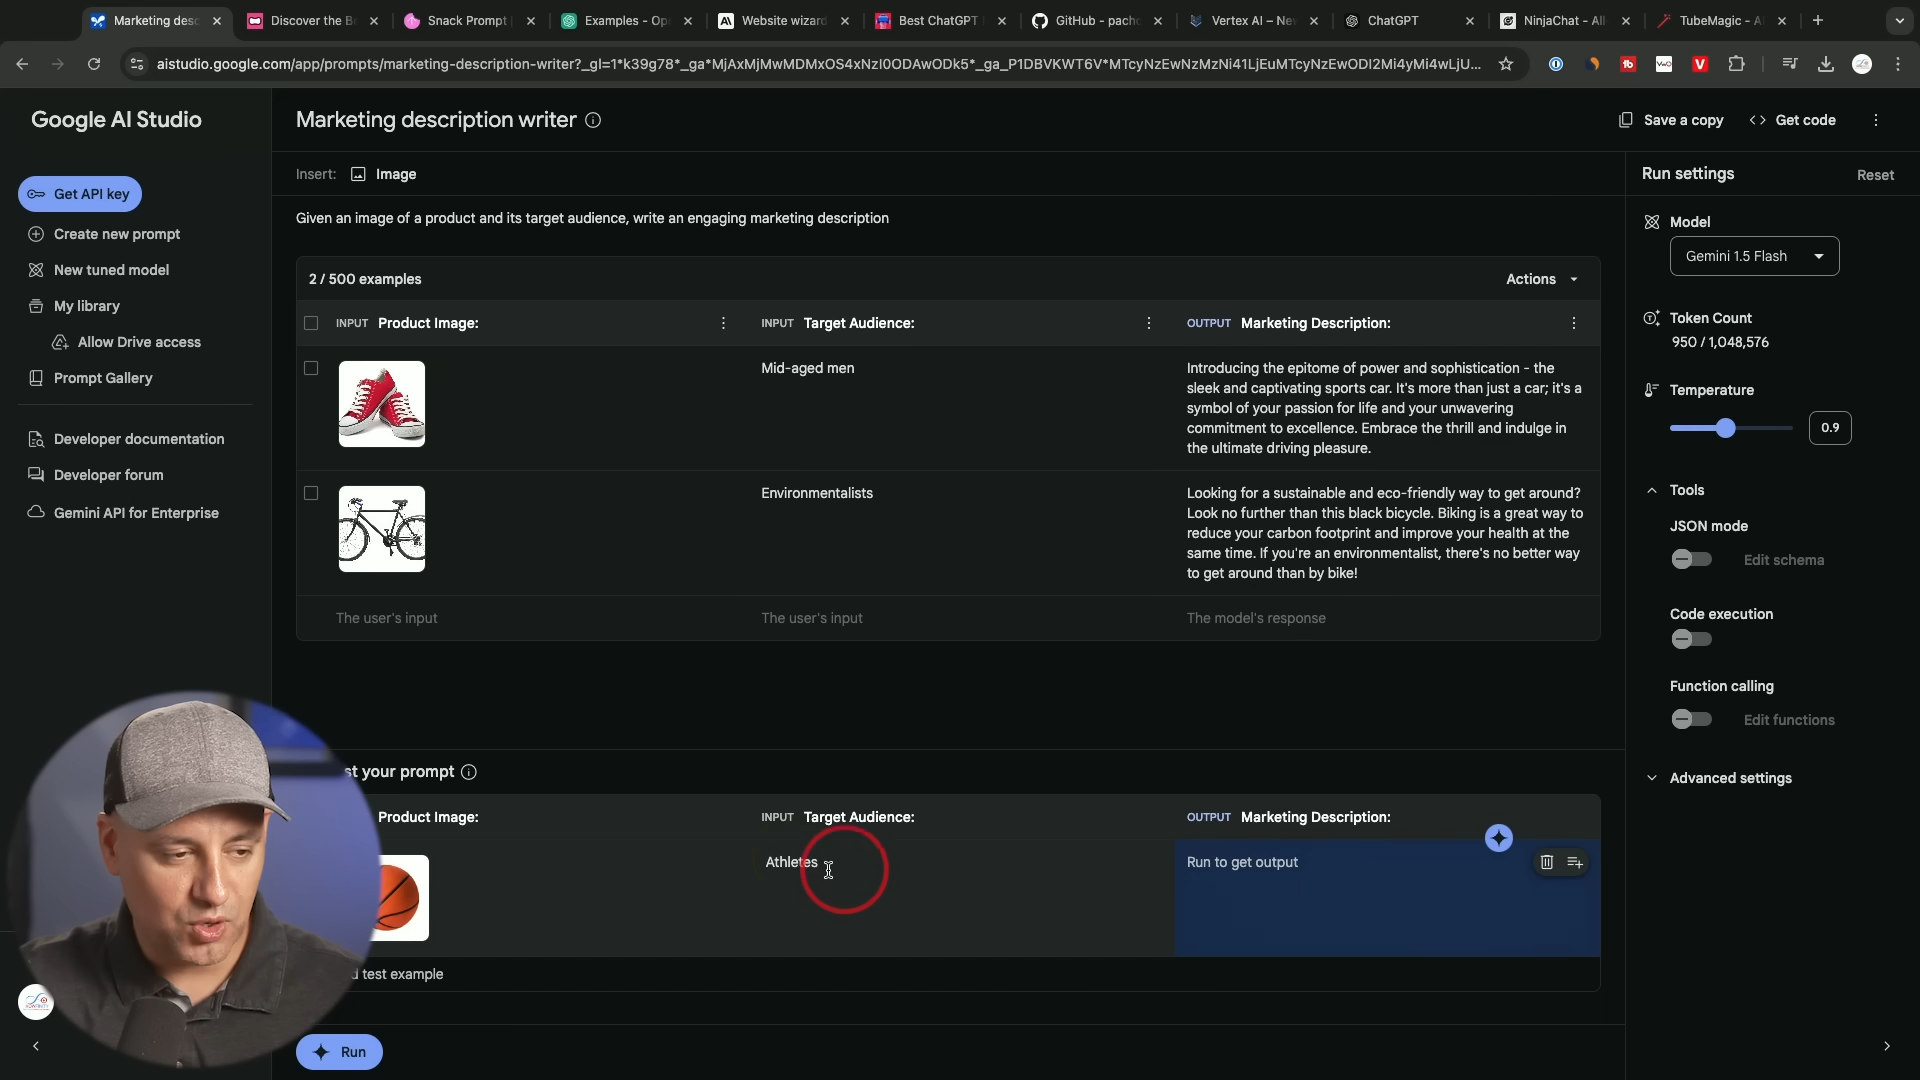 Marketing desc
Discover the B
Snack Prompt
Examples - Op
Website wizard
Best ChatGPT
GitHub - pach
Vertex AI – Ne
ChatGPT
NinjaChat - All
TubeMagic - A
aistudio.google.com/app/prompts/marketing-description-writer?_gl=1*k39g78*_ga*MjAxMjMwMDMxOS4xNzI0ODAwODk5*_ga_P1DBVKWT6V*MTcyNzEwNzMzNi41LjEuMTcyNzEwODI2Mi4yMi4wLjU...
Google AI Studio
Get API key
Create new prompt
New tuned model
My library
Allow Drive access
Prompt Gallery
Developer documentation
Developer forum
Gemini API for Enterprise
Marketing description writer
Save a copy
Get code
Insert: Image
Given an image of a product and its target audience, write an engaging marketing description
2 / 500 examples
Actions
INPUT Product Image:
INPUT Target Audience:
OUTPUT Marketing Description:
Mid-aged men
Introducing the epitome of power and sophistication - the
sleek and captivating sports car. It's more than just a car; it's a
symbol of your passion for life and your unwavering
commitment to excellence. Embrace the thrill and indulge in
the ultimate driving pleasure.
Environmentalists
Looking for a sustainable and eco-friendly way to get around?
Look no further than this black bicycle. Biking is a great way to
reduce your carbon footprint and improve your health at the
same time. If you're an environmentalist, there's no better way
to get around than by bike!
The user's input
The user's input
The model's response
st your prompt
Product Image:
INPUT Target Audience:
OUTPUT Marketing Description:
Athletes
Run to get output
d test example
Run
Run settings
Reset
Model
Gemini 1.5 Flash
Token Count
950 / 1,048,576
Temperature
0.9
Tools
JSON mode
Edit schema
Code execution
Function calling
Edit functions
Advanced settings